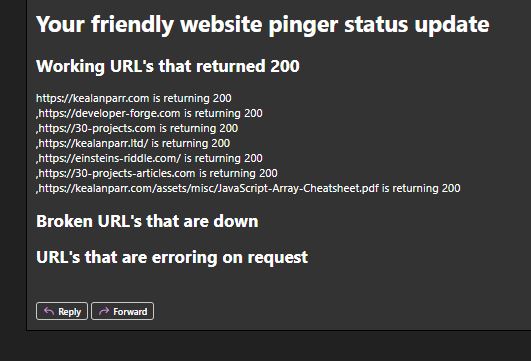 Your friendly website pinger status update
Working URL's that returned 200
https://kealanparr.com is returning 200
,https://developer-forge.com is returning 200
,https://30-projects.com is returning 200
,https://kealanparr.ltd/ is returning 200
,https://einsteins-riddle.com/ is returning 200
,https://30-projects-articles.com is returning 200
,https://kealanparr.com/assets/misc/JavaScript-Array-Cheatsheet.pdf is returning 200
Broken URL's that are down
URL's that are erroring on request
Reply Forward